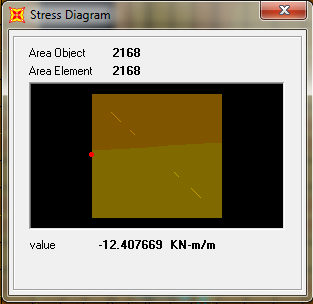 Stress Diagram
Area Object 2168
Area Element 2168
value -12.407669 KN-m/m